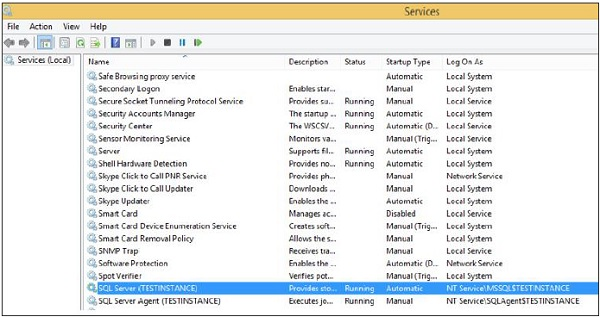 Services
File Action View Help
Services (Local)
Name Description Status Startup Type Log On As
Safe Browsing proxy service Automatic Local System
Secondary Logon Enables star... Manual Local System
Secure Socket Tunneling Protocol Service Provides su... Running Manual Local Service
Security Accounts Manager The startup ... Running Automatic Local System
Security Center The WSCSV... Running Automatic (D... Local Service
Sensor Monitoring Service Monitors va... Manual (Trig... Local Service
Server Supports fil... Running Automatic Local System
Shell Hardware Detection Provides no... Running Automatic Local System
Skype Click to Call PNR Service Provides ph... Manual Network Service
Skype Click to Call Updater Downloads ... Manual Local System
Skype Updater Enables the ... Automatic Local System
Smart Card Manages ac... Disabled Local Service
Smart Card Device Enumeration Service Creates soft... Manual (Trig... Local System
Smart Card Removal Policy Allows the s... Manual Local System
SNMP Trap Receives tra... Manual Local Service
Software Protection Enables the ... Automatic (D... Network Service
Spot Verifier Verifies pot... Manual (Trig... Local System
SQL Server (TESTINSTANCE) Provides sto... Running Automatic NT Service\MSSQL$TESTINSTANCE
SQL Server Agent (TESTINSTANCE) Executes jo... Running Manual NT Service\SQLAgent$TESTINSTANCE